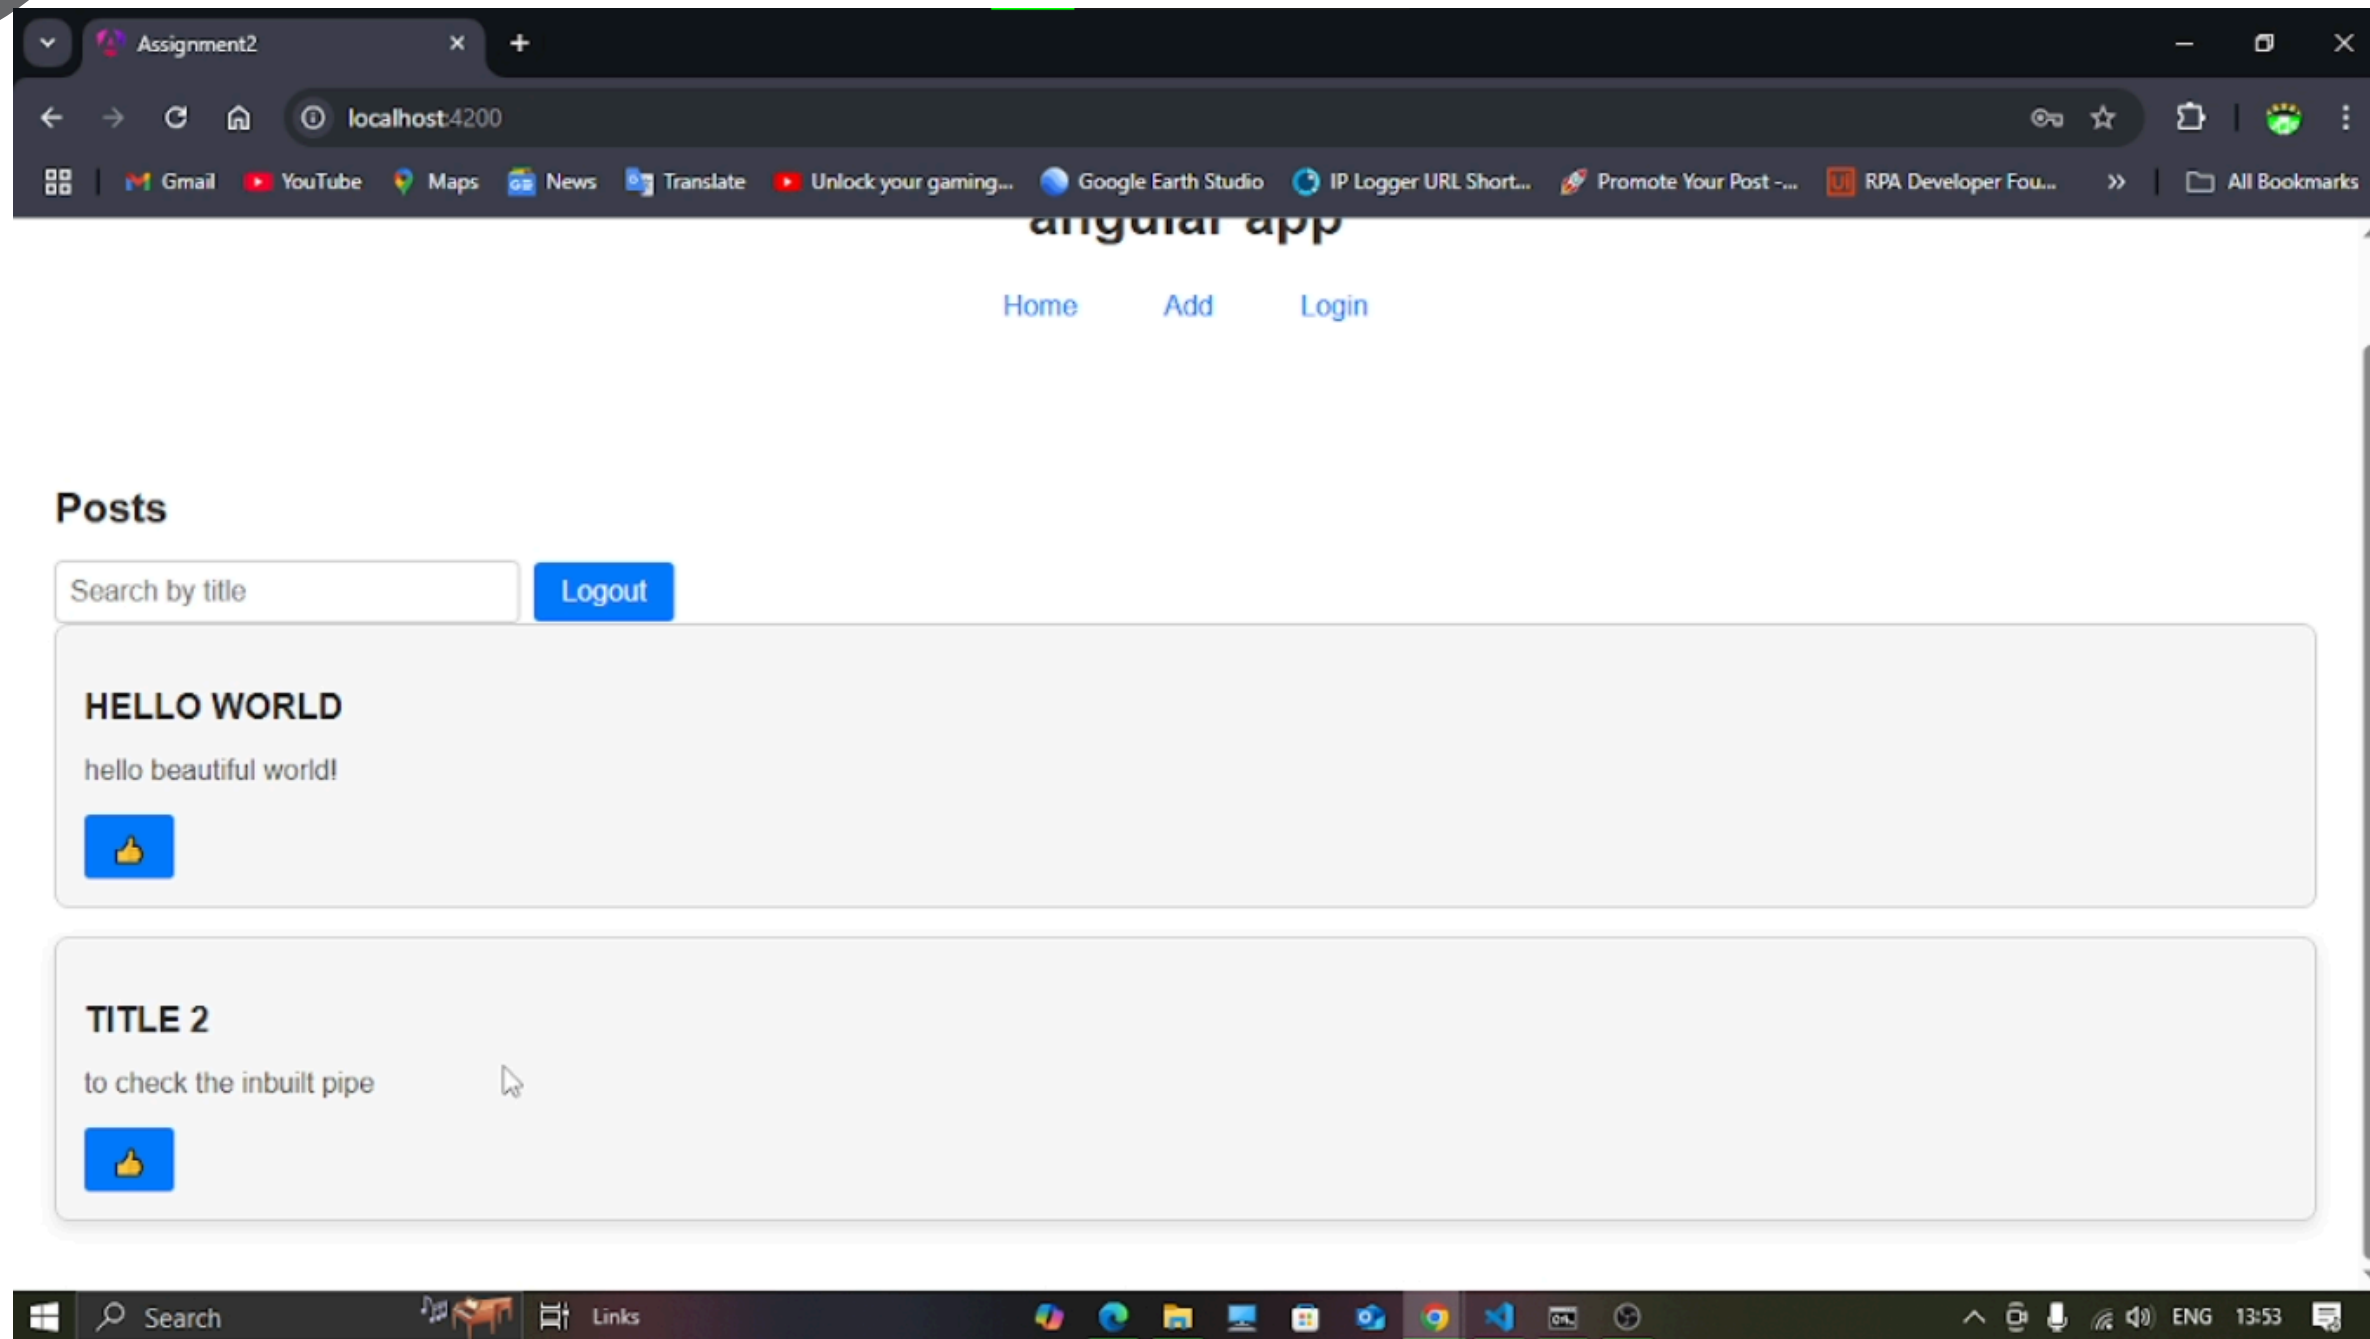 Assignment2
localhost:4200
Gmail YouTube Maps News Translate Unlock your gaming... Google Earth Studio IP Logger URL Short... Promote Your Post -... RPA Developer Fou... All Bookmarks
angular app
Home Add Login
Posts
Search by title Logout
HELLO WORLD
hello beautiful world!
TITLE 2
to check the inbuilt pipe
Search Links ENG 13:53